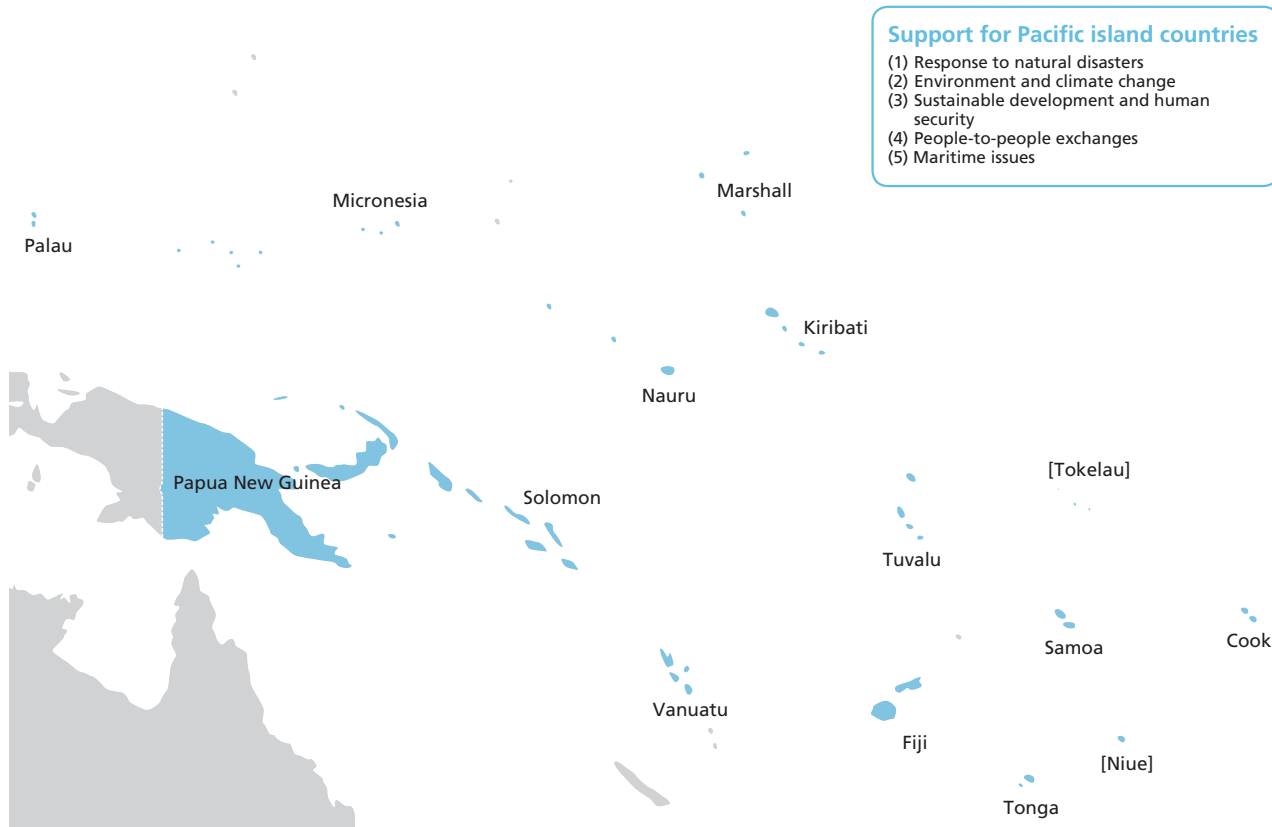 Support for Pacific island countries
(1) Response to natural disasters
(2) Environment and climate change
(3) Sustainable development and human
security
(4) People-to-people exchanges
(5) Maritime issues
Marshall
Micronesia
Palau
Kiribati
Nauru
[Tokelau]
Papua New Guinea
Solomon
Tuvalu
Cook
Samoa
Vanuatu
Fiji
[Niue]
Tonga